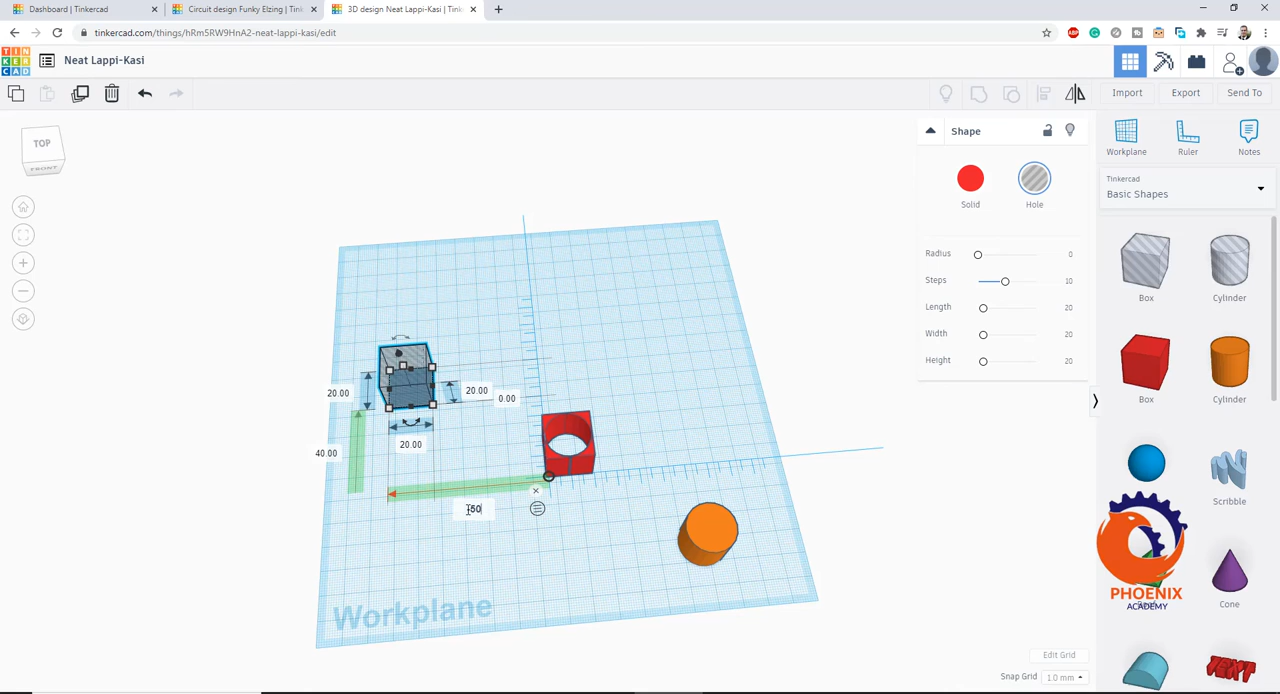 Dashboard | Tinkercad
Circuit design Funky Elzing | Tink
3D design Neat Lappi-Kasi | Tink
tinkercad.com/things/hRm5RW9HnA2-neat-lappi-kasi/edit
TIN
KER
CAD
Neat Lappi-Kasi
Import
Export
Send To
TOP
FRONT
Shape
Solid
Hole
Radius 0
Steps 10
Length 20
Width 20
Height 20
Workplane
Ruler
Notes
Tinkercad
Basic Shapes
Box
Cylinder
Box
Cylinder
Scribble
Cone
TEXT
PHOENIX
ACADEMY
20.00
20.00
0.00
20.00
40.00
Workplane
Edit Grid
Snap Grid 1.0 mm